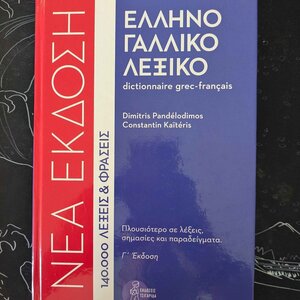 ΝΕΑ ΕΚΔΟΣΗ
140.000 ΛΕΞΕΙΣ & ΦΡΑΣΕΙΣ
ΕΛΛΗΝΟ
ΓΑΛΛΙΚΟ
ΛΕΞΙΚΟ
dictionnaire grec-français
Dimitris Pandélodimos
Constantin Kaïtéris
Πλουσιότερο σε λέξεις,
σημασίες και παραδείγματα.
Γ΄ Έκδοση
ΕΚΔΟΣΕΙΣ